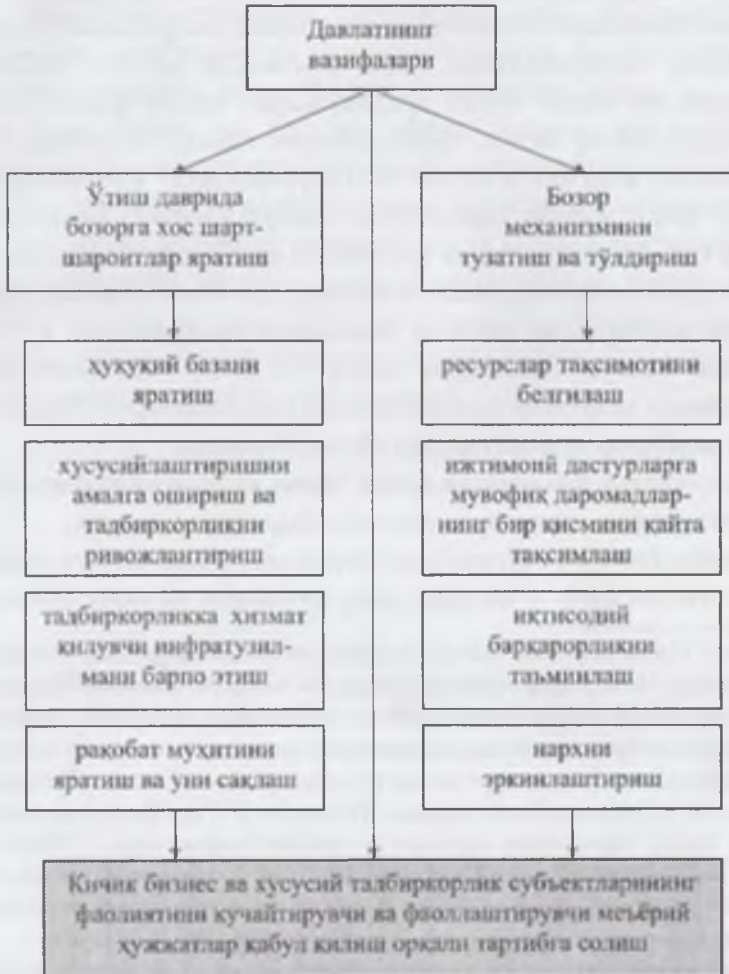 Давлатнинг
вазифалари
Ўтиш даврида
бозорга хос шарт-
шароитлар яратиш
ҳуқуқий базани
яратиш
хусусийлаштиришни
амалга ошириш ва
тадбиркорликни
ривожлантириш
тадбиркорликка хизмат
қилувчи инфратузил-
мани барпо этиш
рақобат муҳитини
яратиш ва уни сақлаш
Бозор
механизмини
тузатиш ва тўлдириш
ресурслар тақсимотини
белгилаш
ижтимоий дастурларга
мувофиқ даромадлар-
нинг бир қисмини қайта
тақсимлаш
иқтисодий
барқарорликни
таъминлаш
нархни
эркинлаштириш
Кичик бизнес ва хусусий тадбиркорлик субъектларининг
фаолиятини кучайтирувчи ва фаоллаштирувчи меъёрий
ҳужжатлар қабул қилиш орқали тартибга солиш